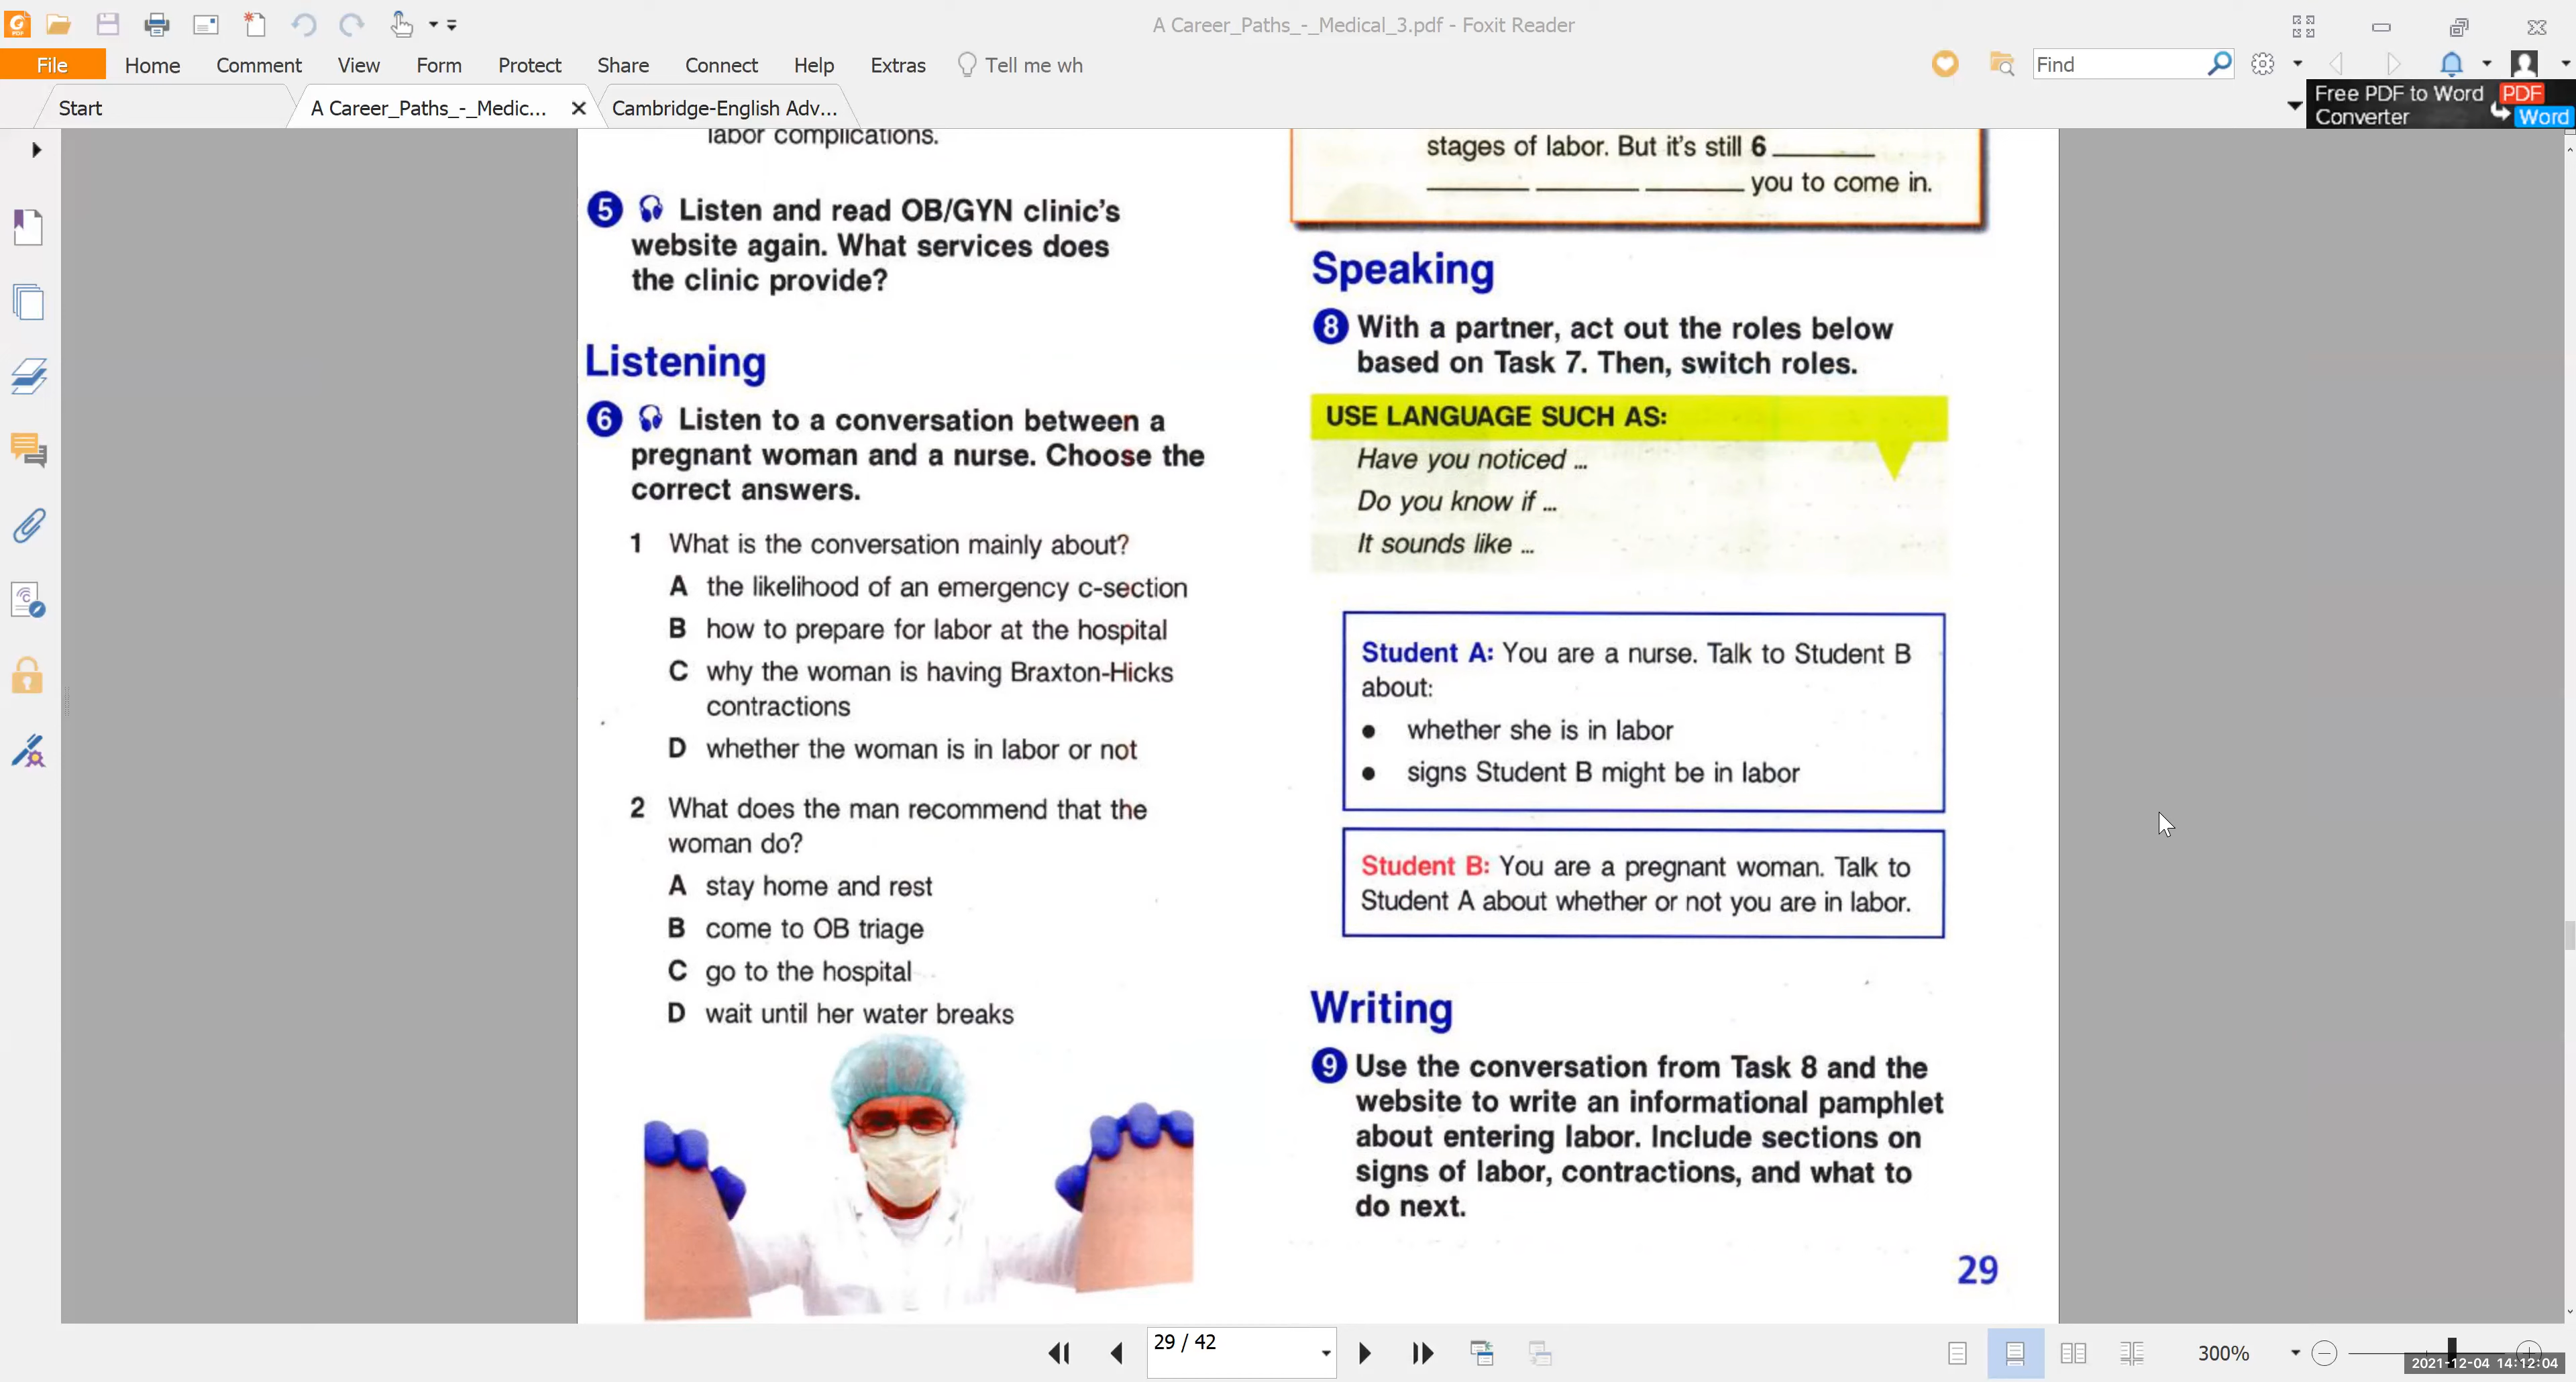 A Career_Paths_-_Medical_3.pdf - Foxit Reader
File Home Comment View Form Protect Share Connect Help Extras Tell me wh
Find
Start
A Career_Paths_-_Medic...
Cambridge-English Adv...
Free PDF to Word PDF
Converter Word
labor complications.
5 Listen and read OB/GYN clinic's
website again. What services does
the clinic provide?
Listening
6 Listen to a conversation between a
pregnant woman and a nurse. Choose the
correct answers.
1 What is the conversation mainly about?
A the likelihood of an emergency c-section
B how to prepare for labor at the hospital
C why the woman is having Braxton-Hicks
contractions
D whether the woman is in labor or not
2 What does the man recommend that the
woman do?
A stay home and rest
B come to OB triage
C go to the hospital
D wait until her water breaks
stages of labor. But it's still 6 ________
________ ________ ________ you to come in.
Speaking
8 With a partner, act out the roles below
based on Task 7. Then, switch roles.
USE LANGUAGE SUCH AS:
Have you noticed ...
Do you know if ...
It sounds like ...
Student A: You are a nurse. Talk to Student B
about:
• whether she is in labor
• signs Student B might be in labor
Student B: You are a pregnant woman. Talk to
Student A about whether or not you are in labor.
Writing
9 Use the conversation from Task 8 and the
website to write an informational pamphlet
about entering labor. Include sections on
signs of labor, contractions, and what to
do next.
29
29 / 42
300%
2021-12-04 14:12:04